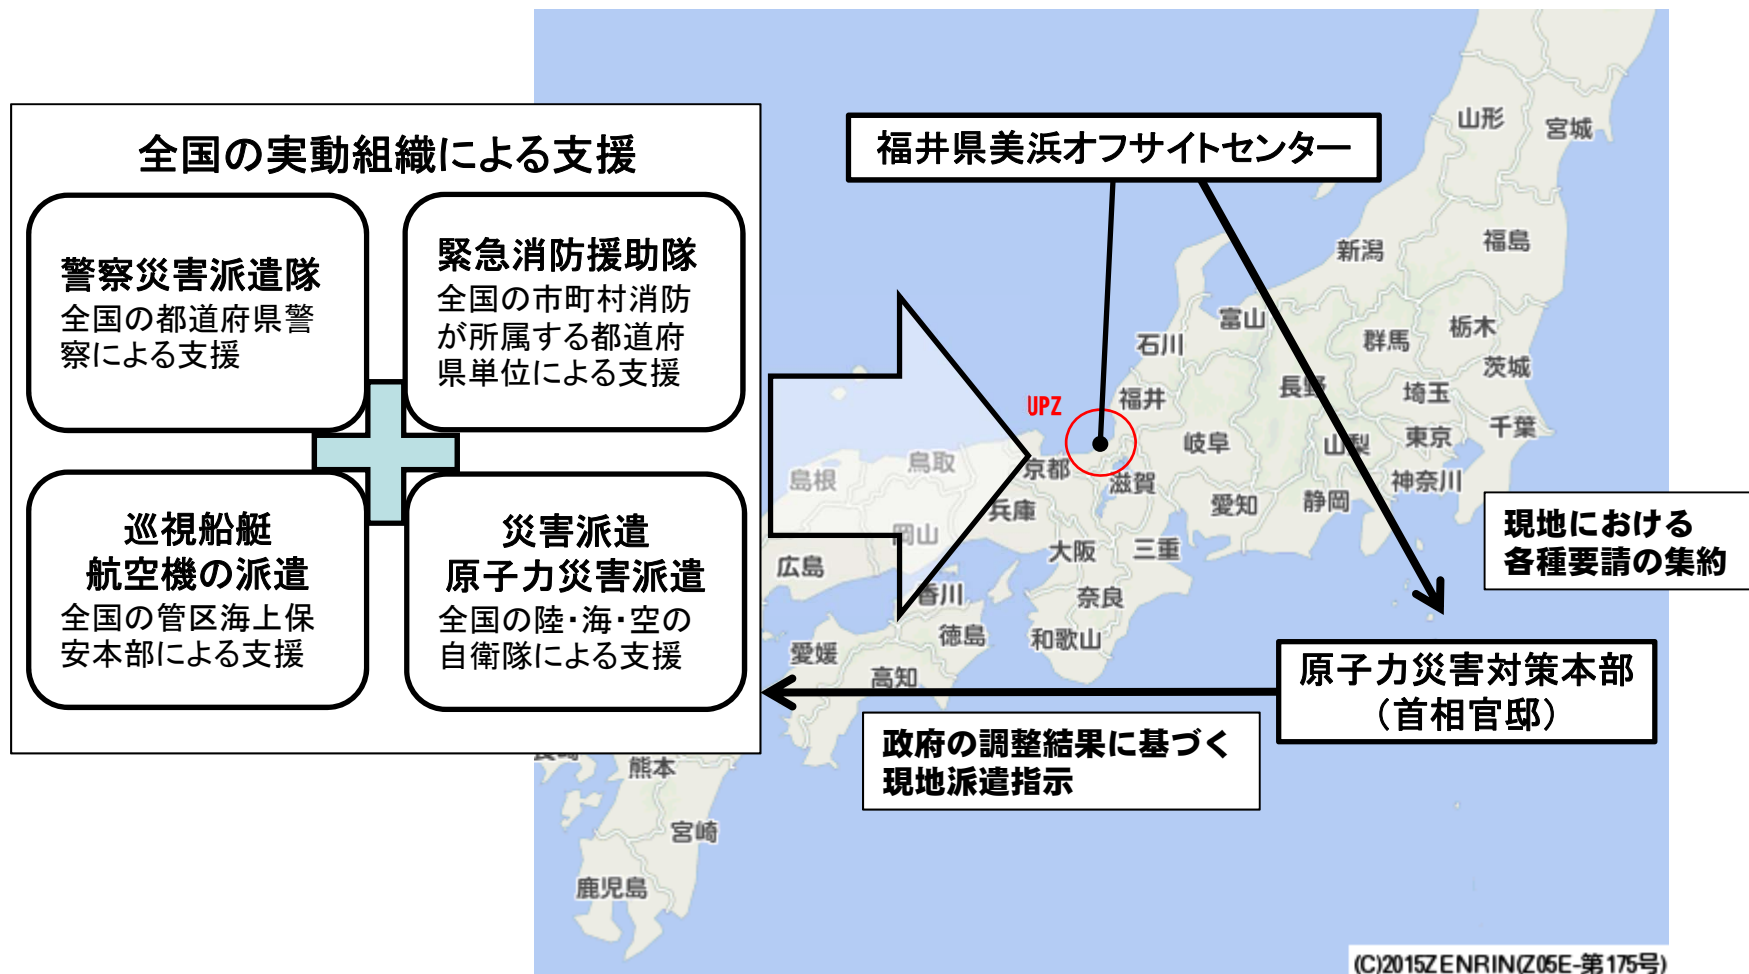 全国の実動組織による支援
警察災害派遣隊
全国の都道府県警
察による支援
緊急消防援助隊
全国の市町村消防
が所属する都道府
県単位による支援
巡視船艇
航空機の派遣
全国の管区海上保
安本部による支援
災害派遣
原子力災害派遣
全国の陸・海・空の
自衛隊による支援
福井県美浜オフサイトセンター
UPZ
現地における
各種要請の集約
原子力災害対策本部
（首相官邸）
政府の調整結果に基づく
現地派遣指示
山形
宮城
新潟
福島
富山
石川
群馬
栃木
茨城
福井
長野
埼玉
千葉
岐阜
山梨
東京
神奈川
鳥取
島根
京都
滋賀
愛知
静岡
兵庫
岡山
広島
大阪
三重
香川
奈良
徳島
和歌山
愛媛
高知
長崎
熊本
宮崎
鹿児島
(C)2015ZENRIN(Z05E-第175号)